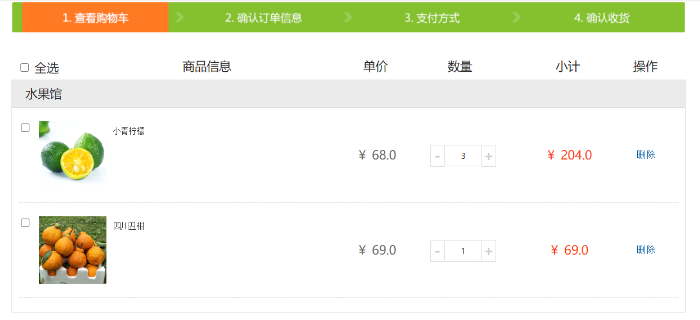 1. 查看购物车 2. 确认订单信息 3. 支付方式 4. 确认收货
全选 商品信息 单价 数量 小计 操作
水果馆
小青柠檬
¥ 68.0 - 3 + ¥ 204.0 删除
四川丑柑
¥ 69.0 - 1 + ¥ 69.0 删除